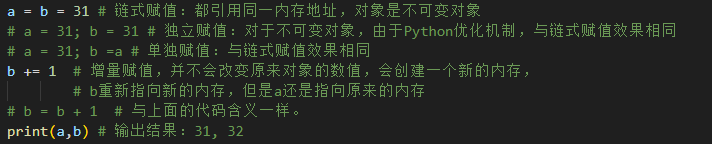 a = b = 31 # 链式赋值：都引用同一内存地址，对象是不可变对象
# a = 31; b = 31 # 独立赋值：对于不可变对象，由于Python优化机制，与链式赋值效果相同
# a = 31; b =a # 单独赋值：与链式赋值效果相同
b += 1 # 增量赋值，并不会改变原来对象的数值，会创建一个新的内存，
# b重新指向新的内存，但是a还是指向原来的内存
# b = b + 1 # 与上面的代码含义一样。
print(a,b) # 输出结果：31, 32